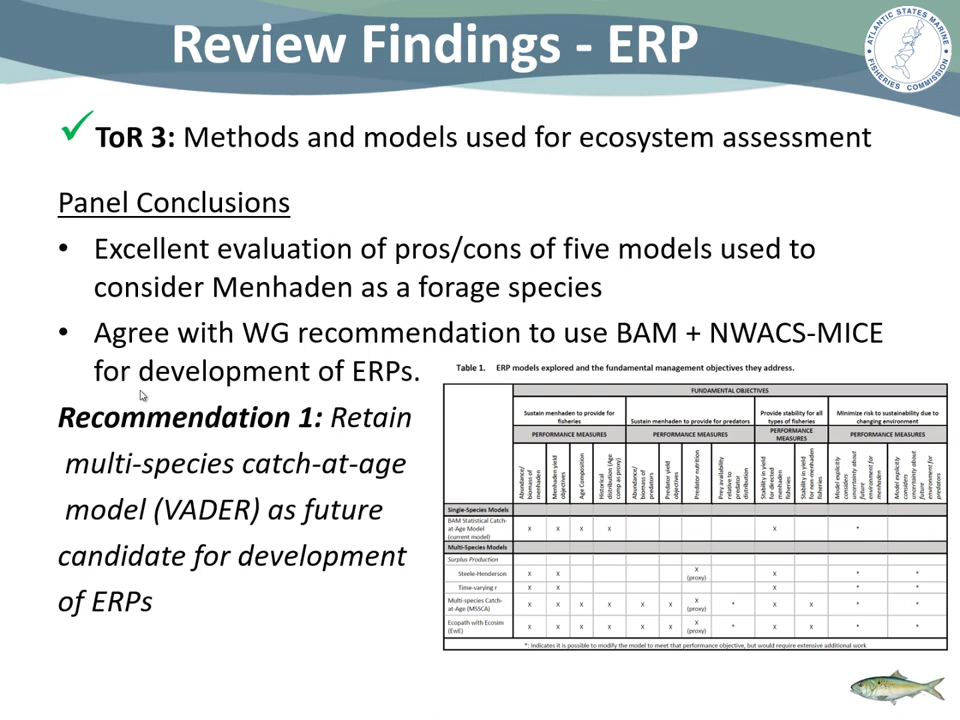 Review Findings - ERP
ATLANTIC STATES MARINE
FISHERIES COMMISSION
ToR 3: Methods and models used for ecosystem assessment
Panel Conclusions
• Excellent evaluation of pros/cons of five models used to
consider Menhaden as a forage species
• Agree with WG recommendation to use BAM + NWACS-MICE
for development of ERPs.
Recommendation 1: Retain
multi-species catch-at-age
model (VADER) as future
candidate for development
of ERPs
Table 1. ERP models explored and the fundamental management objectives they address.
FUNDAMENTAL OBJECTIVES
Sustain menhaden to provide for
fisheries
Sustain menhaden to provide for predators
Provide stability for all
types of fisheries
Minimize risk to sustainability due to
changing environment
PERFORMANCE MEASURES
PERFORMANCE MEASURES
PERFORMANCE
MEASURES
PERFORMANCE MEASURES
Abundance/
biomass of
menhaden
Menhaden yield
objectives
Age Composition
Historical
distribution (Age
comp as proxy)
Abundance/
biomass of
predators
Predator yield
objectives
Predator nutrition
Prey availability
relative to
predator
distribution
Stability in yield
for directed
menhaden
fisheries
Stability in yield
for non-menhaden
fisheries
Model explicitly
considers
uncertainty about
future
environment for
menhaden
Model explicitly
considers
uncertainty about
future
environment for
predators
Single-Species Models
BAM Statistical Catch-
at-Age Model
(current model) X X X X X *
Multi-Species Models
Surplus Production
Steele-Henderson X X X (proxy) X * *
Time-varying r X X X * *
Multi-species Catch-
at-Age (MSSCA) X X X X X X X (proxy) * X X * *
Ecopath with Ecosim
(EwE) X X X X X X X (proxy) * X X * *
*: Indicates it is possible to modify the model to meet that performance objective, but would require extensive additional work